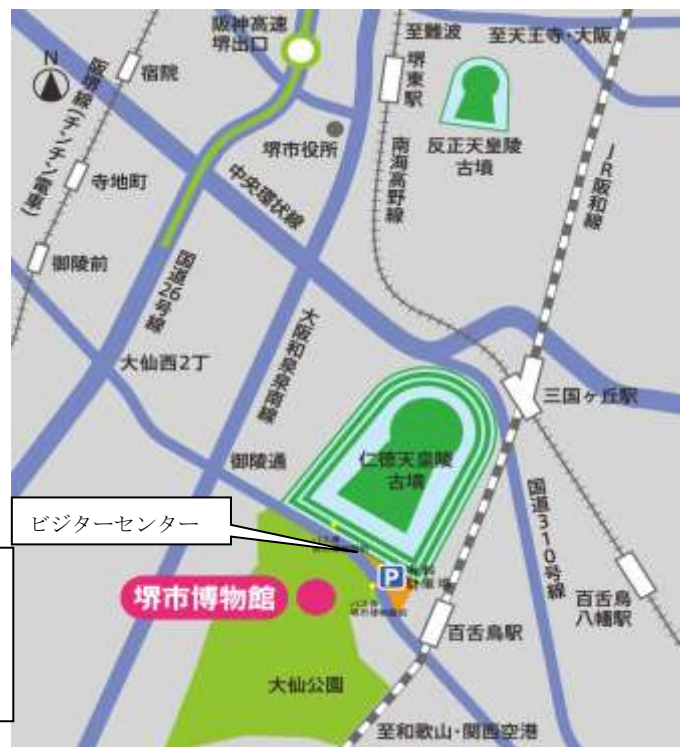 阪神高速
堺出口
至難波
至天王寺・大阪
N
宿院
堺東駅
阪堺線(チンチン電車)
堺市役所
反正天皇陵
古墳
南海高野線
JR阪和線
寺地町
中央環状線
御陵前
国道26号線
大阪和泉泉南線
大仙西2丁
三国ヶ丘駅
御陵通
仁徳天皇陵
古墳
国道310号線
ビジターセンター
P
堺市博物館
百舌鳥駅
百舌鳥
八幡駅
大仙公園
至和歌山・関西空港